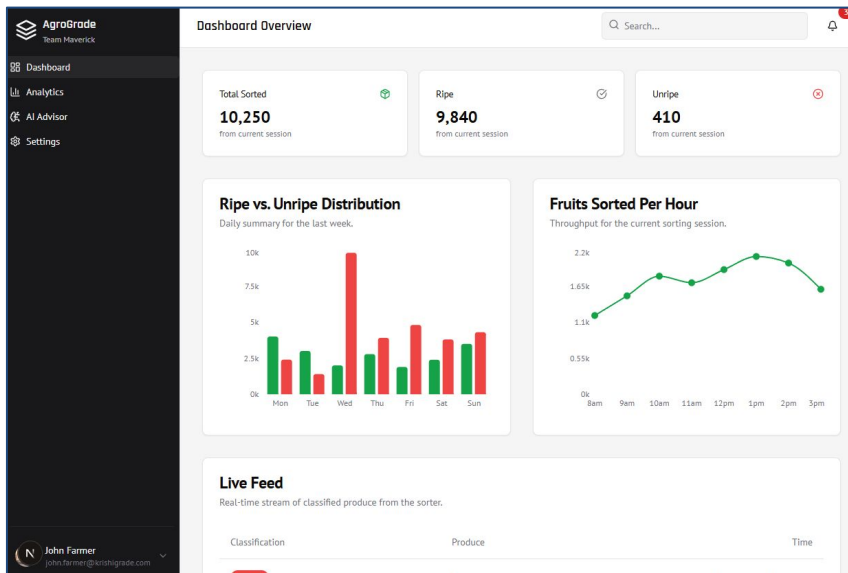 AgroGrade
Team Maverick
Dashboard
Analytics
AI Advisor
Settings
John Farmer
john.farmer@krishigrade.com
Dashboard Overview
Search...
Total Sorted
10,250
from current session
Ripe
9,840
from current session
Unripe
410
from current session
Ripe vs. Unripe Distribution
Daily summary for the last week.
10k
7.5k
5k
2.5k
0k
Mon Tue Wed Thu Fri Sat Sun
Fruits Sorted Per Hour
Throughput for the current sorting session.
2.2k
1.65k
1.1k
0.55k
0k
8am 9am 10am 11am 12pm 1pm 2pm 3pm
Live Feed
Real-time stream of classified produce from the sorter.
Classification Produce Time